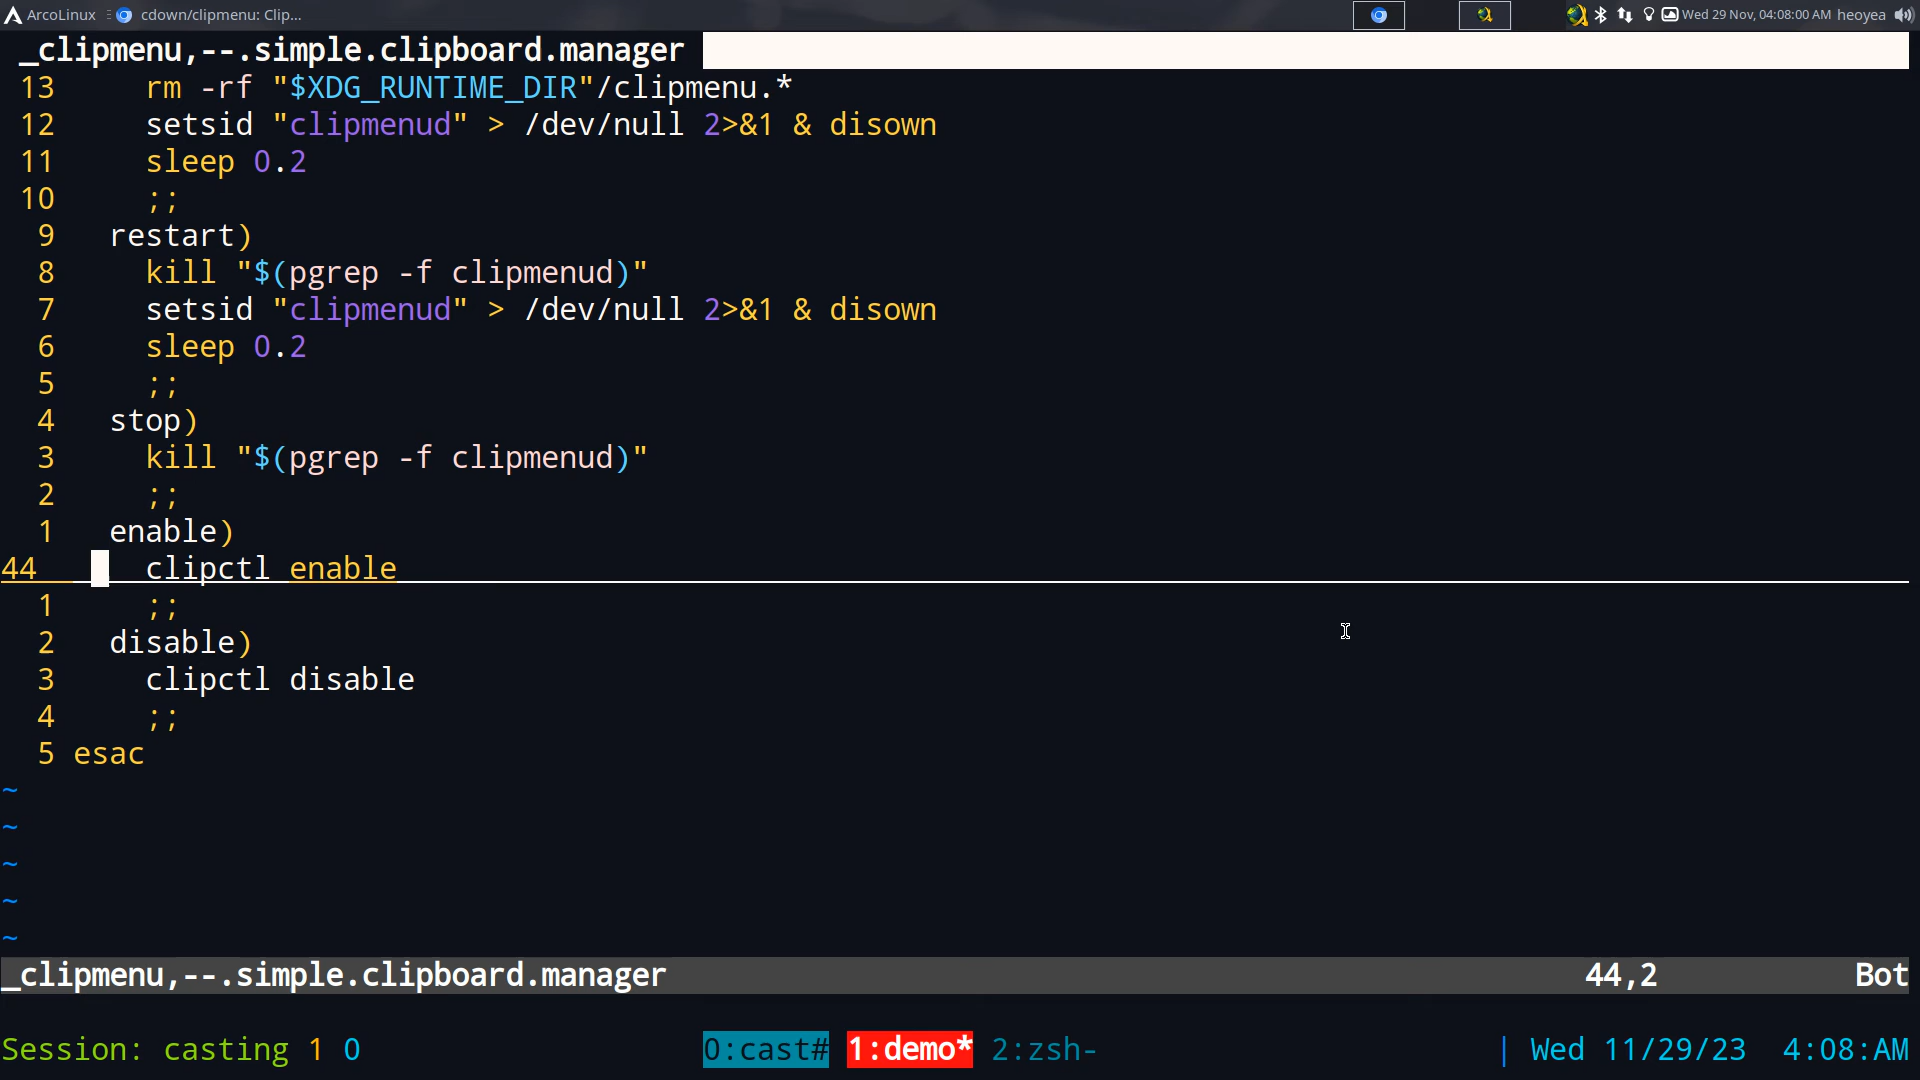 ArcoLinux cdown/clipmenu: Clip... Wed 29 Nov, 04:08:00 AM heoyea
_clipmenu,--.simple.clipboard.manager
13 rm -rf "$XDG_RUNTIME_DIR"/clipmenu.*
12 setsid "clipmenud" > /dev/null 2>&1 & disown
11 sleep 0.2
10 ;;
9 restart)
8 kill "$(pgrep -f clipmenud)"
7 setsid "clipmenud" > /dev/null 2>&1 & disown
6 sleep 0.2
5 ;;
4 stop)
3 kill "$(pgrep -f clipmenud)"
2 ;;
1 enable)
44 clipctl enable
1 ;;
2 disable)
3 clipctl disable
4 ;;
5 esac
~
~
~
~
~
_clipmenu,--.simple.clipboard.manager 44,2 Bot
Session: casting 1 0 0:cast# 1:demo* 2:zsh- | Wed 11/29/23 4:08:AM